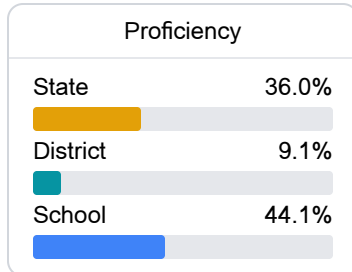 Proficiency
State 36.0%
District 9.1%
School 44.1%